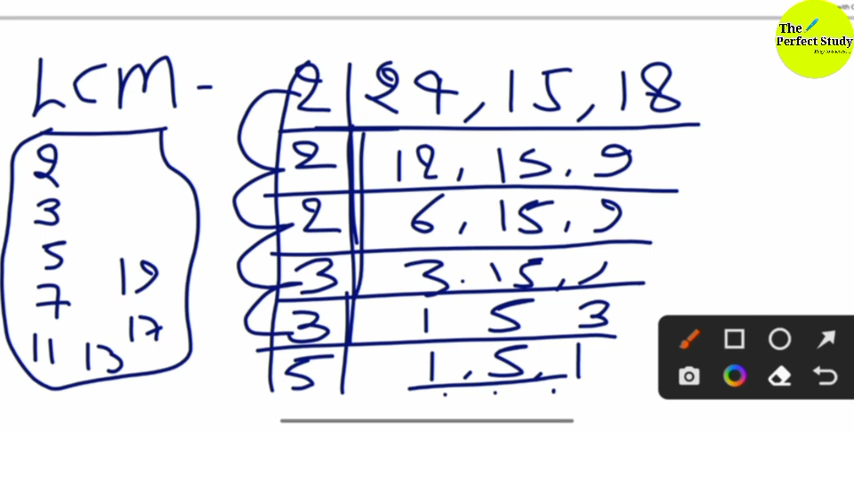 The
Perfect Study
LCM - 2 | 24, 15, 18
2 | 12, 15, 9
2 | 6, 15, 9
3 | 3. 15, 9
3 | 1 5 3
5 | 1, 5, 1
2
3
5 19
7 17
11 13